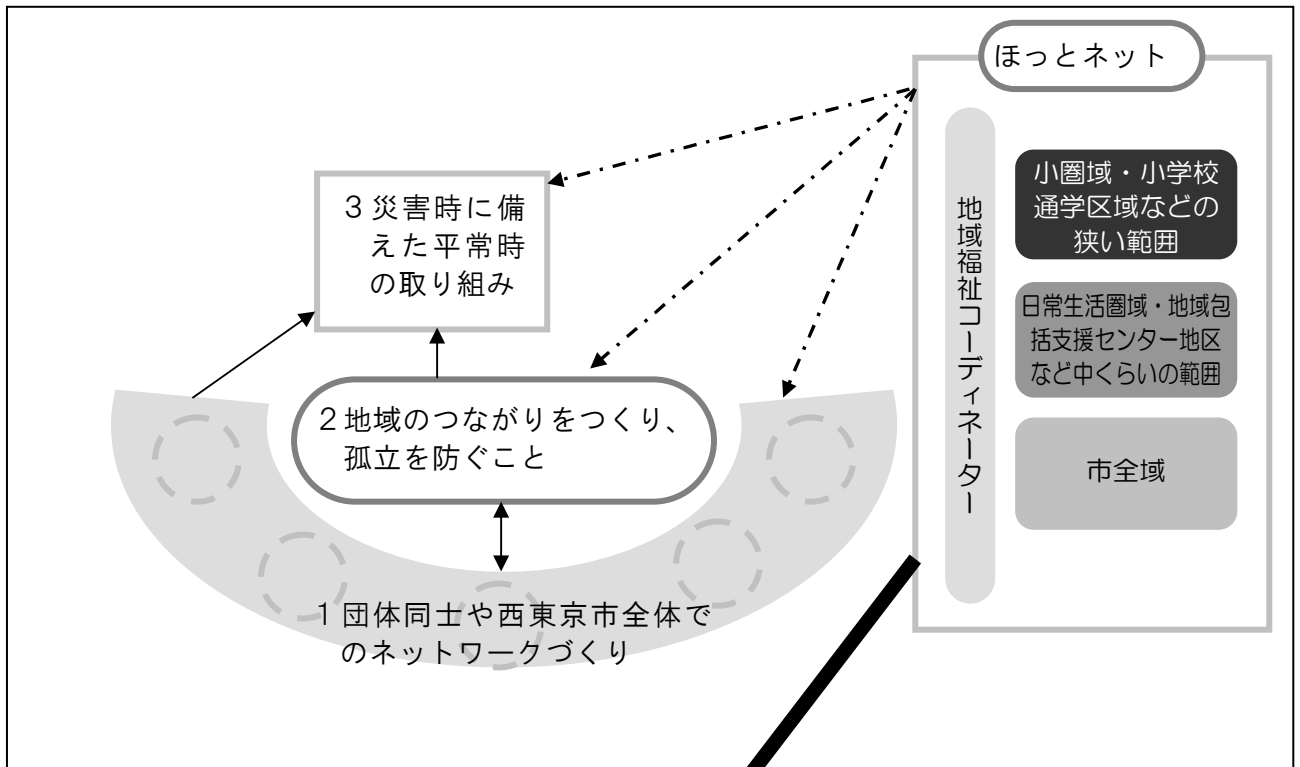 ほっとネット
地域福祉コーディネーター
小圏域・小学校
通学区域などの
狭い範囲
日常生活圏域・地域包
括支援センター地区
など中くらいの範囲
市全域
3 災害時に備
えた平常時
の取り組み
2 地域のつながりをつくり、
孤立を防ぐこと
1 団体同士や西東京市全体で
のネットワークづくり